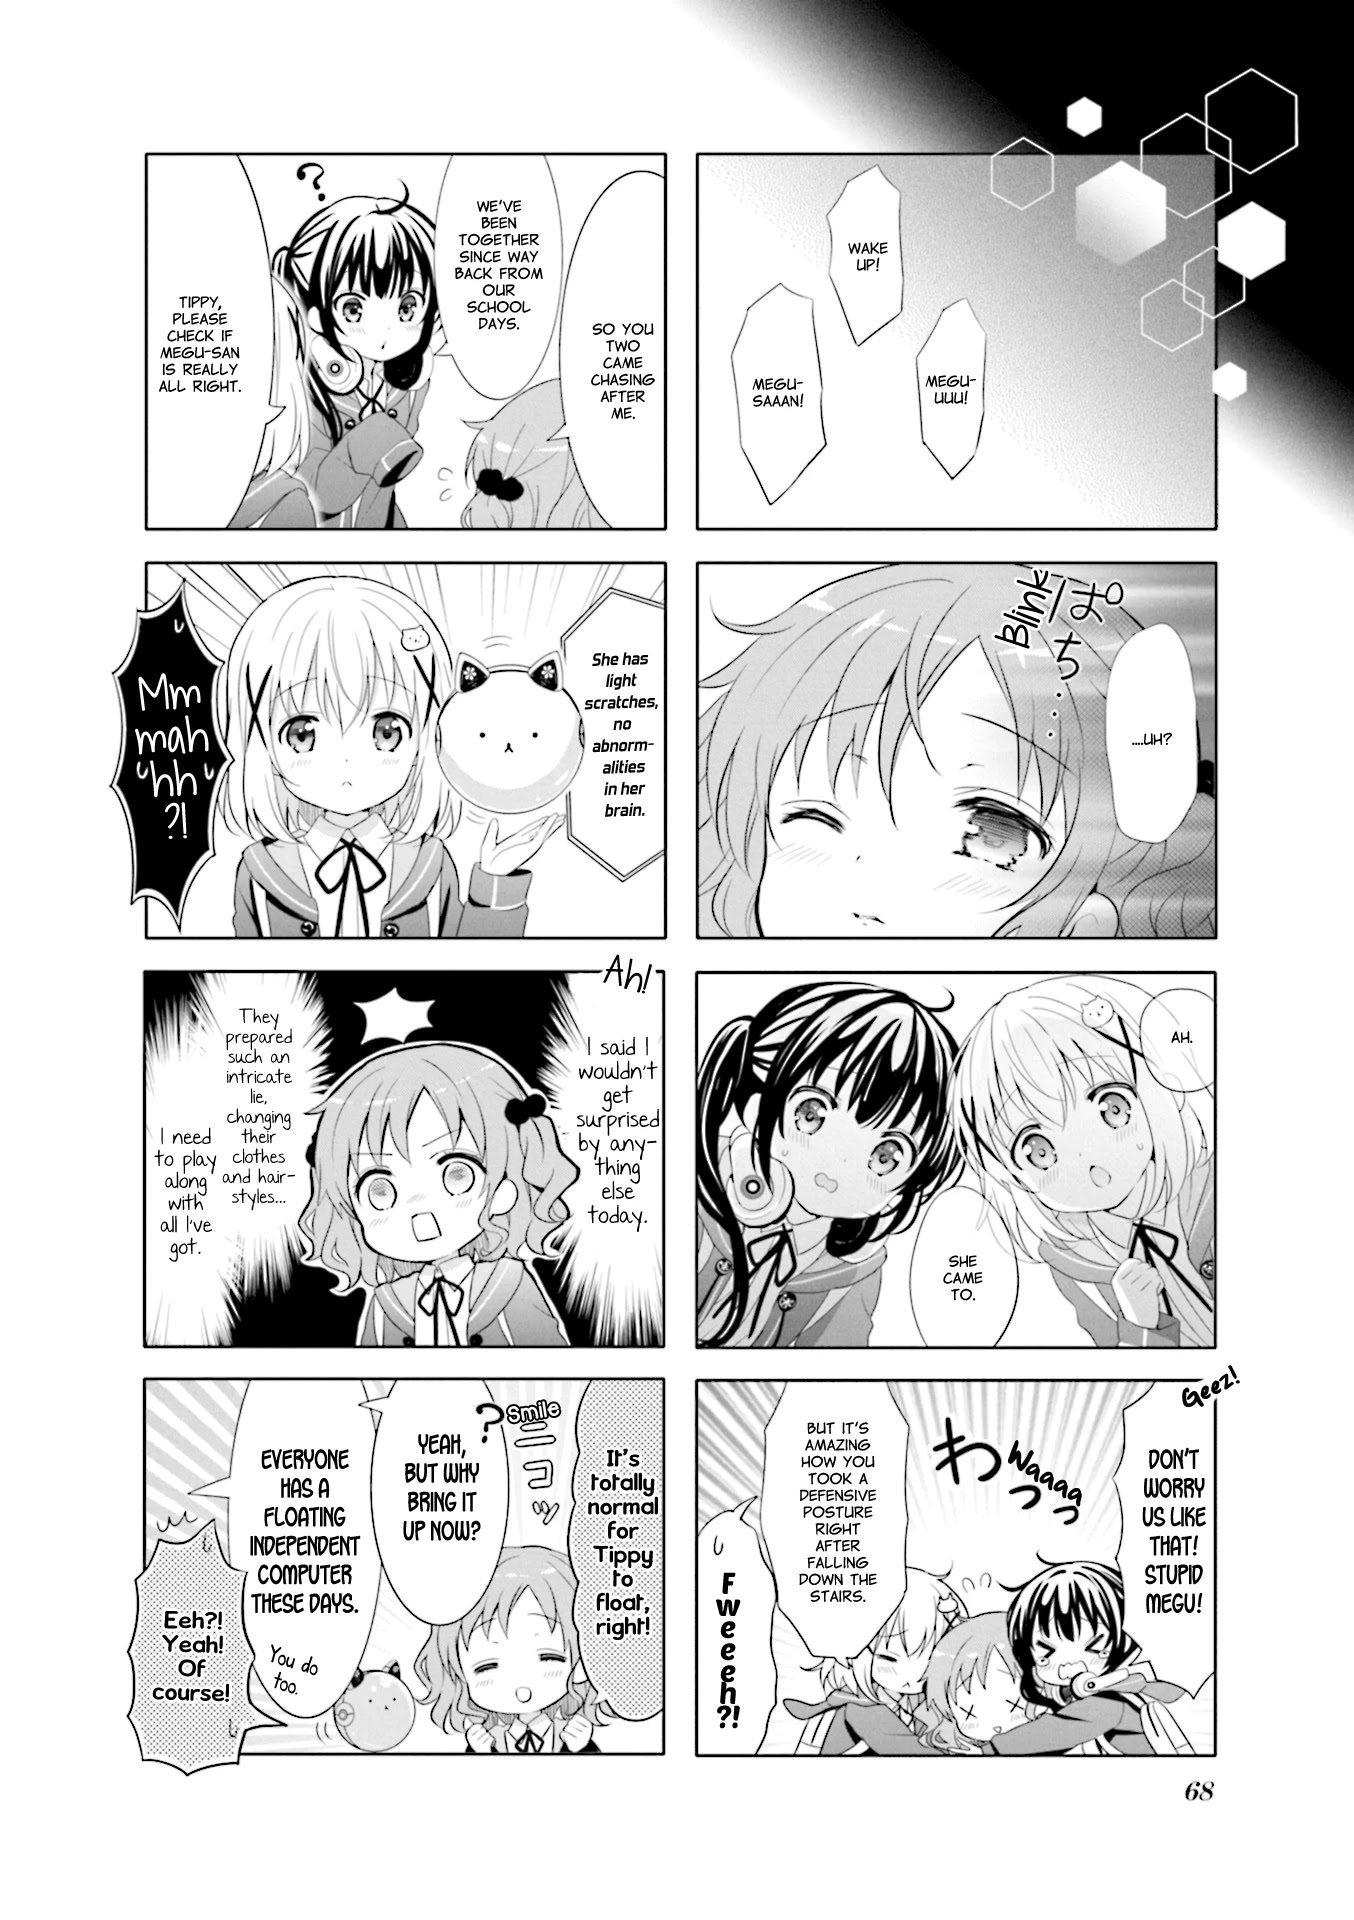 WAKE
UP!
MEGU-
UUU!
MEGU-
SAAAN!
Blink
ぱち...
....UH?
AH.
SHE
CAME
TO.
Geez!
DON'T
WORRY
US LIKE
THAT!
STUPID
MEGU!
Waaaa
わっっ
BUT IT'S
AMAZING
HOW YOU
TOOK A
DEFENSIVE
POSTURE
RIGHT
AFTER
FALLING
DOWN THE
STAIRS.
Fweeeh?!
SO YOU
TWO
CAME
CHASING
AFTER
ME.
WE'VE
BEEN
TOGETHER
SINCE WAY
BACK FROM
OUR
SCHOOL
DAYS.
?
TIPPY,
PLEASE
CHECK IF
MEGU-SAN
IS REALLY
ALL RIGHT.
She has
light
scratches,
no
abnorm-
alities
in her
brain.
Mm
mah
hh
?!
Ah!
I said I
wouldn't
get
surprised
by any-
thing
else
today.
They
prepared
such an
intricate
lie,
changing
their
clothes
and hair-
styles...
I need
to play
along
with
all I've
got.
It's
totally
normal
for
Tippy
to
float,
right!
Smile
ニコッ
?
YEAH,
BUT WHY
BRING IT
UP NOW?
EVERYONE
HAS A
FLOATING
INDEPENDENT
COMPUTER
THESE DAYS.
You do
too.
Eeh?!
Yeah!
Of
course!
68